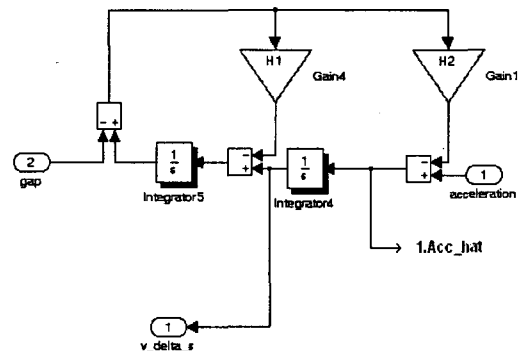 H1
Gain4
H2
Gain1
- +
2
gap
1
s
Integrator5
-
+
1
s
Integrator4
-
+
1
acceleration
1.Acc_hat
1
v_delta_s